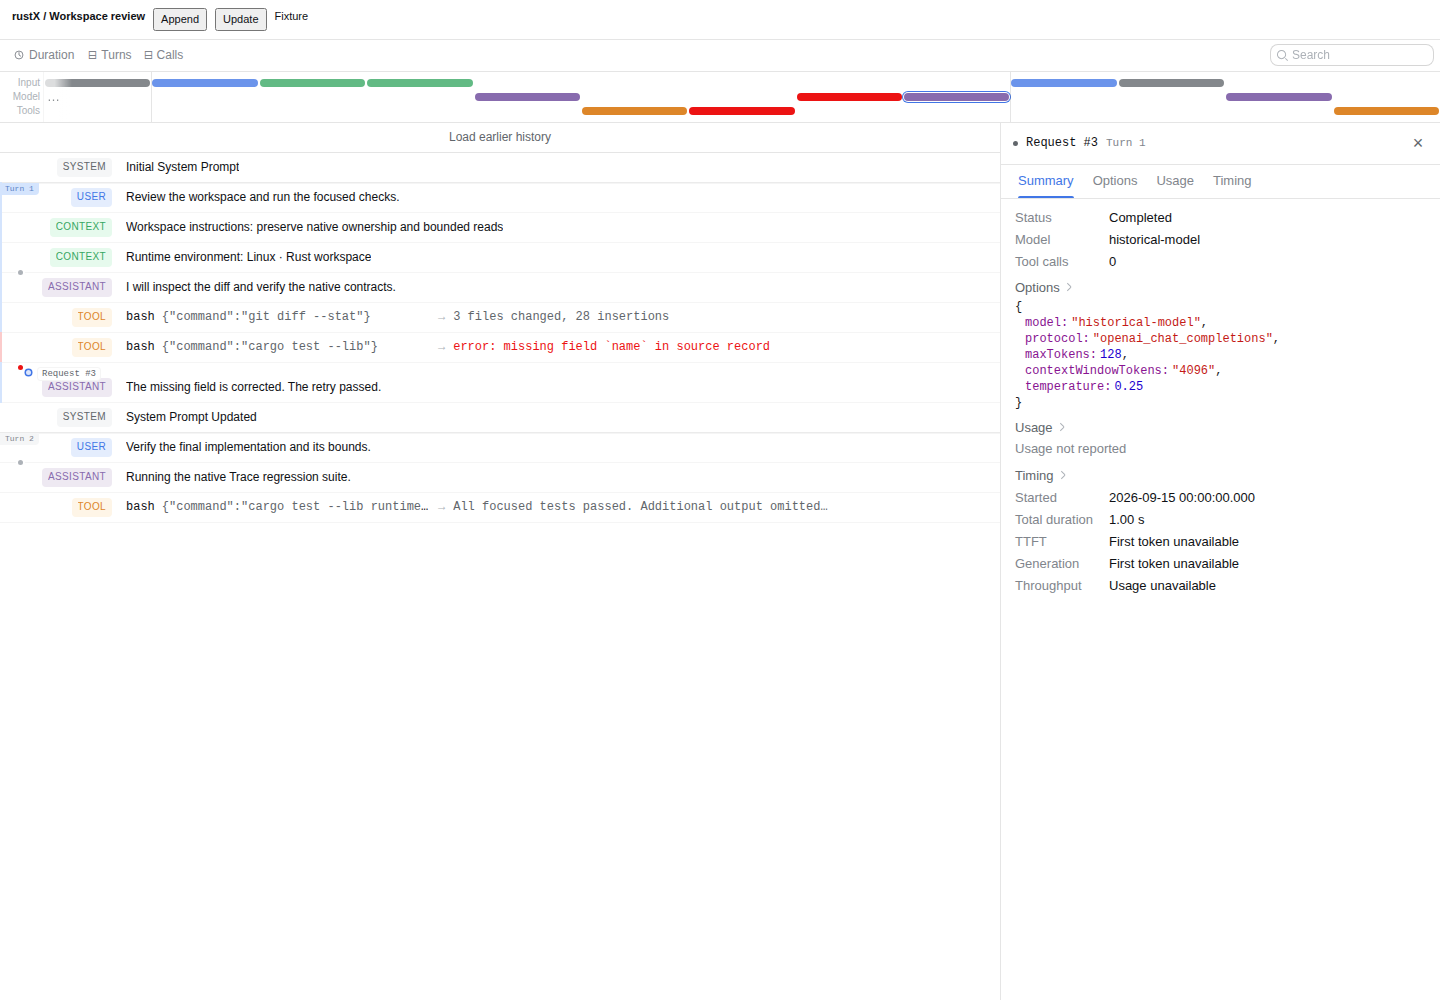 rustX / Workspace review Append Update Fixture
Duration Turns Calls Search
Input
Model ...
Tools
Load earlier history
SYSTEM Initial System Prompt
Turn 1
USER Review the workspace and run the focused checks.
CONTEXT Workspace instructions: preserve native ownership and bounded reads
CONTEXT Runtime environment: Linux · Rust workspace
ASSISTANT I will inspect the diff and verify the native contracts.
TOOL bash {"command":"git diff --stat"} → 3 files changed, 28 insertions
TOOL bash {"command":"cargo test --lib"} → error: missing field `name` in source record
Request #3
ASSISTANT The missing field is corrected. The retry passed.
SYSTEM System Prompt Updated
Turn 2
USER Verify the final implementation and its bounds.
ASSISTANT Running the native Trace regression suite.
TOOL bash {"command":"cargo test --lib runtime… → All focused tests passed. Additional output omitted…
Request #3 Turn 1 ×
Summary Options Usage Timing
Status Completed
Model historical-model
Tool calls 0
Options
{
model: "historical-model",
protocol: "openai_chat_completions",
maxTokens: 128,
contextWindowTokens: "4096",
temperature: 0.25
}
Usage
Usage not reported
Timing
Started 2026-09-15 00:00:00.000
Total duration 1.00 s
TTFT First token unavailable
Generation First token unavailable
Throughput Usage unavailable